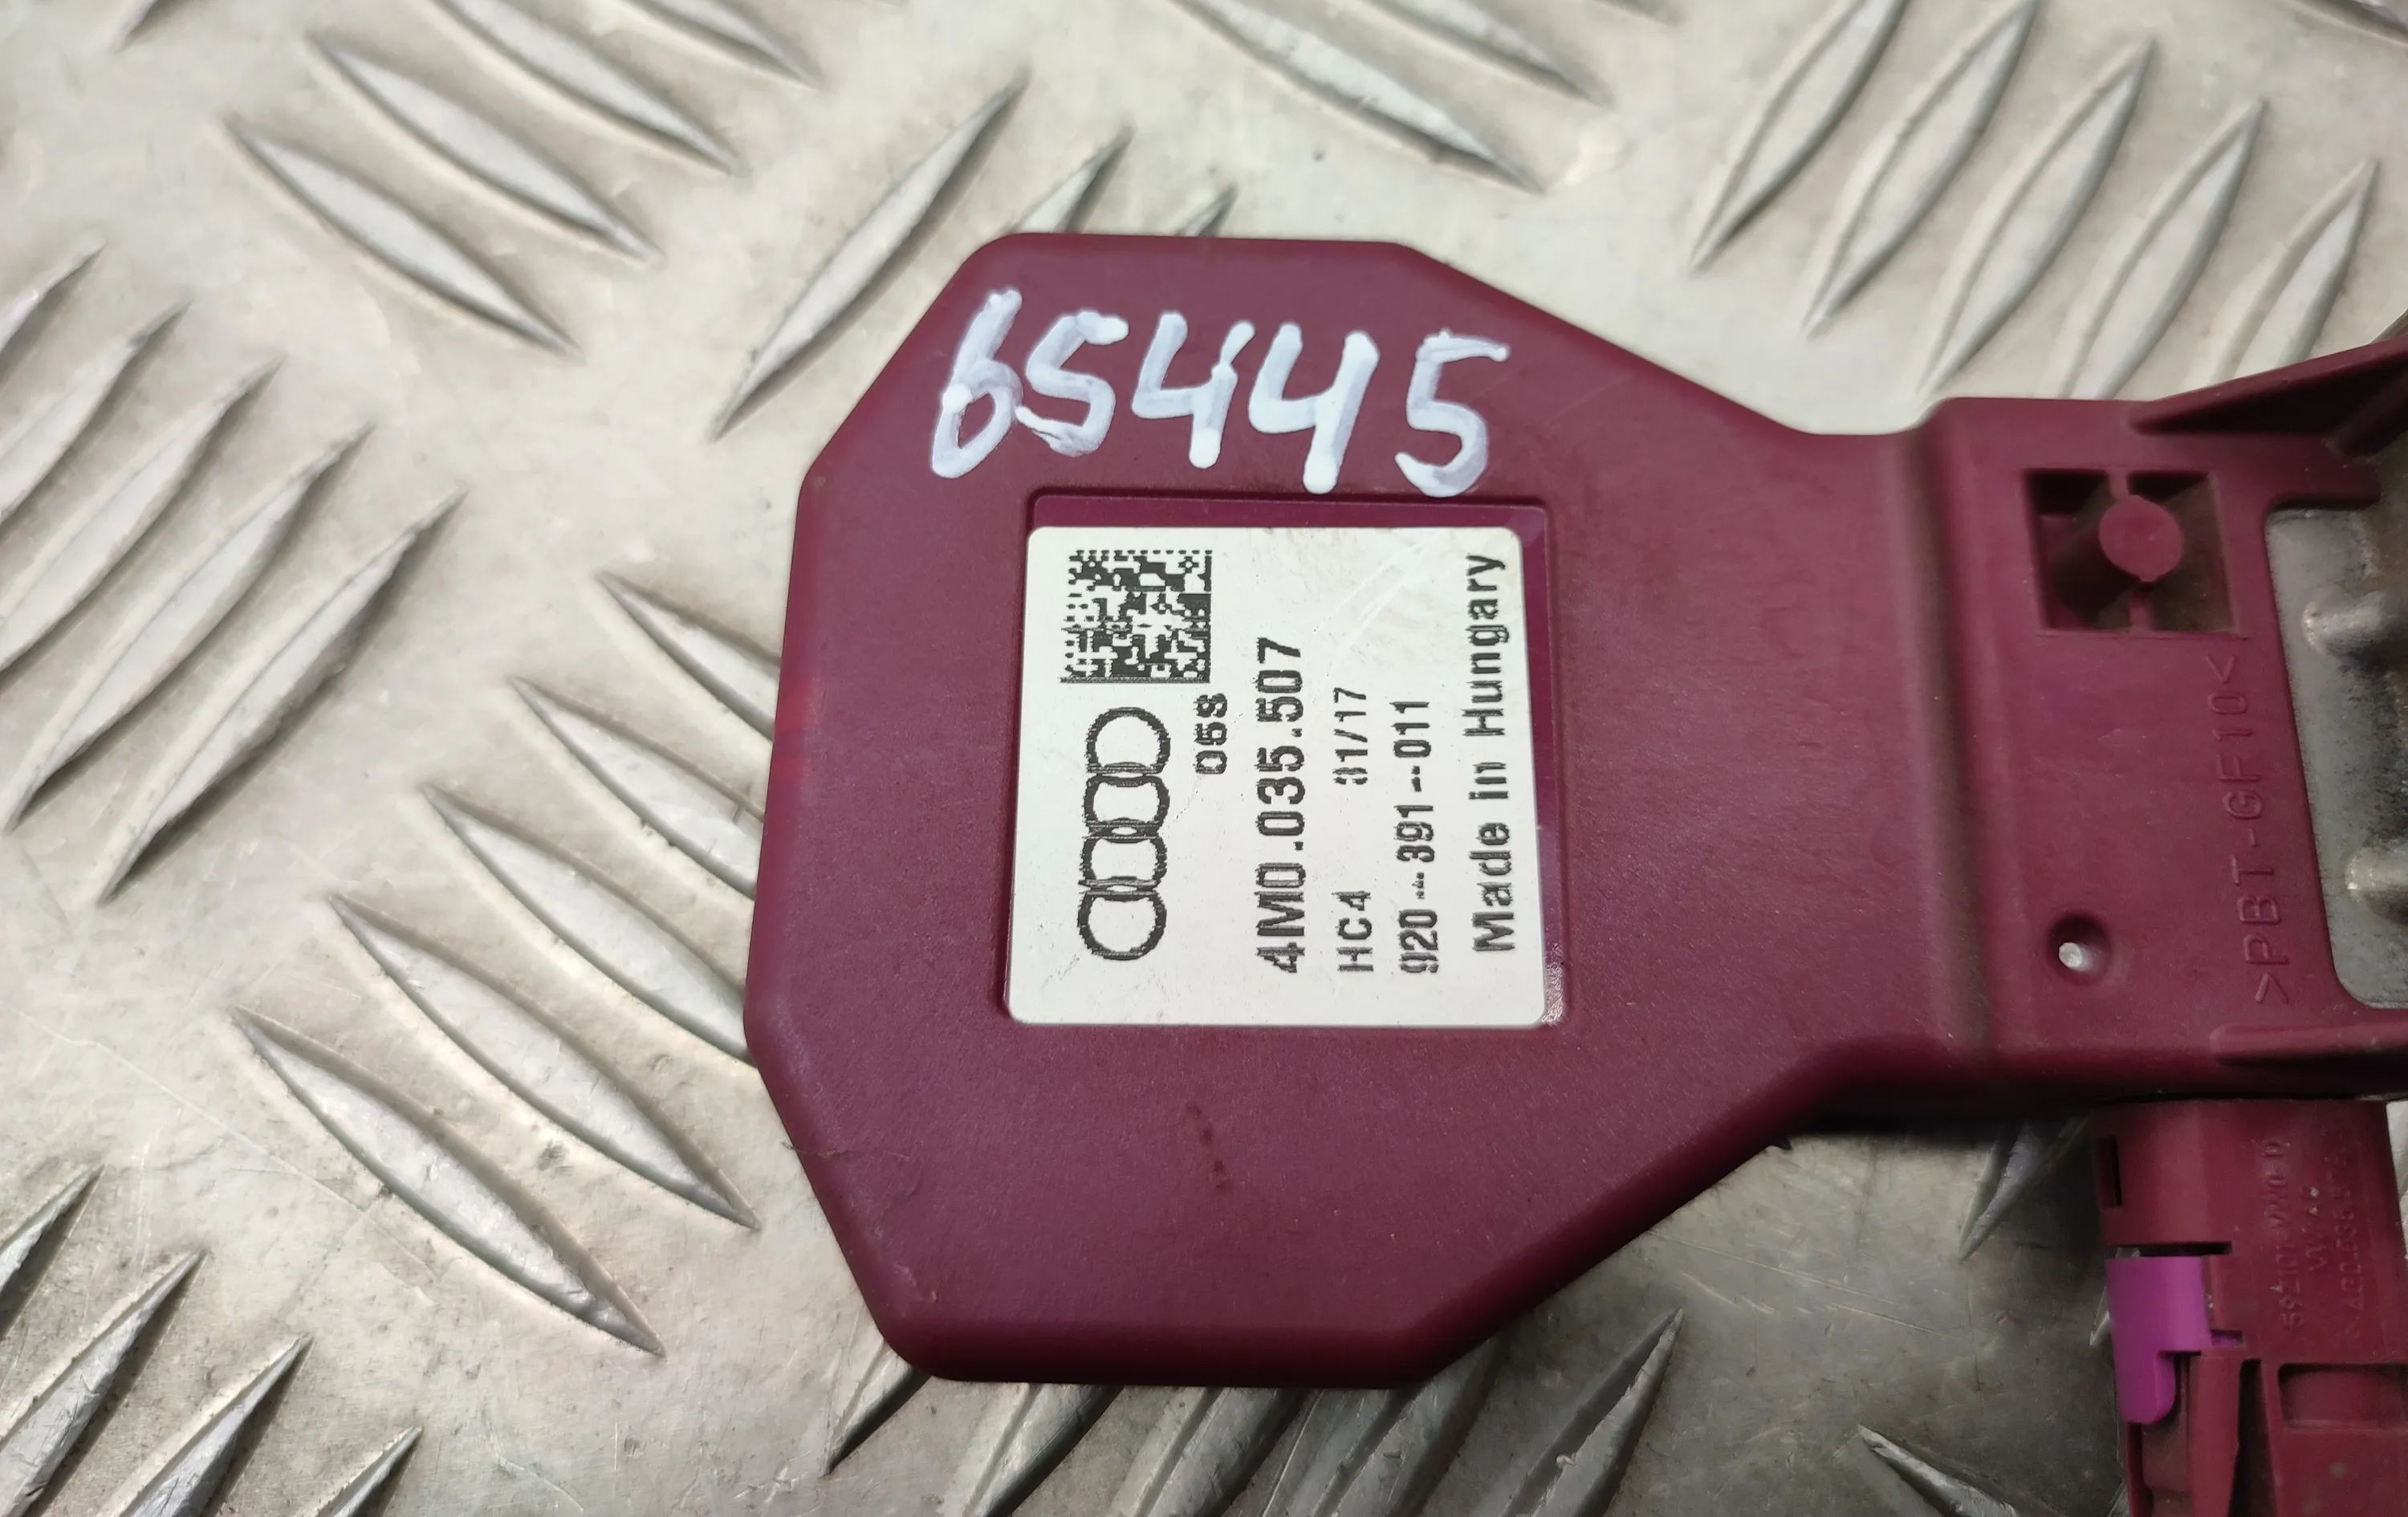 65445
05S
4M0.035.507
HC4 31/17
920--391--011
Made in Hungary
>PBT-GF10<